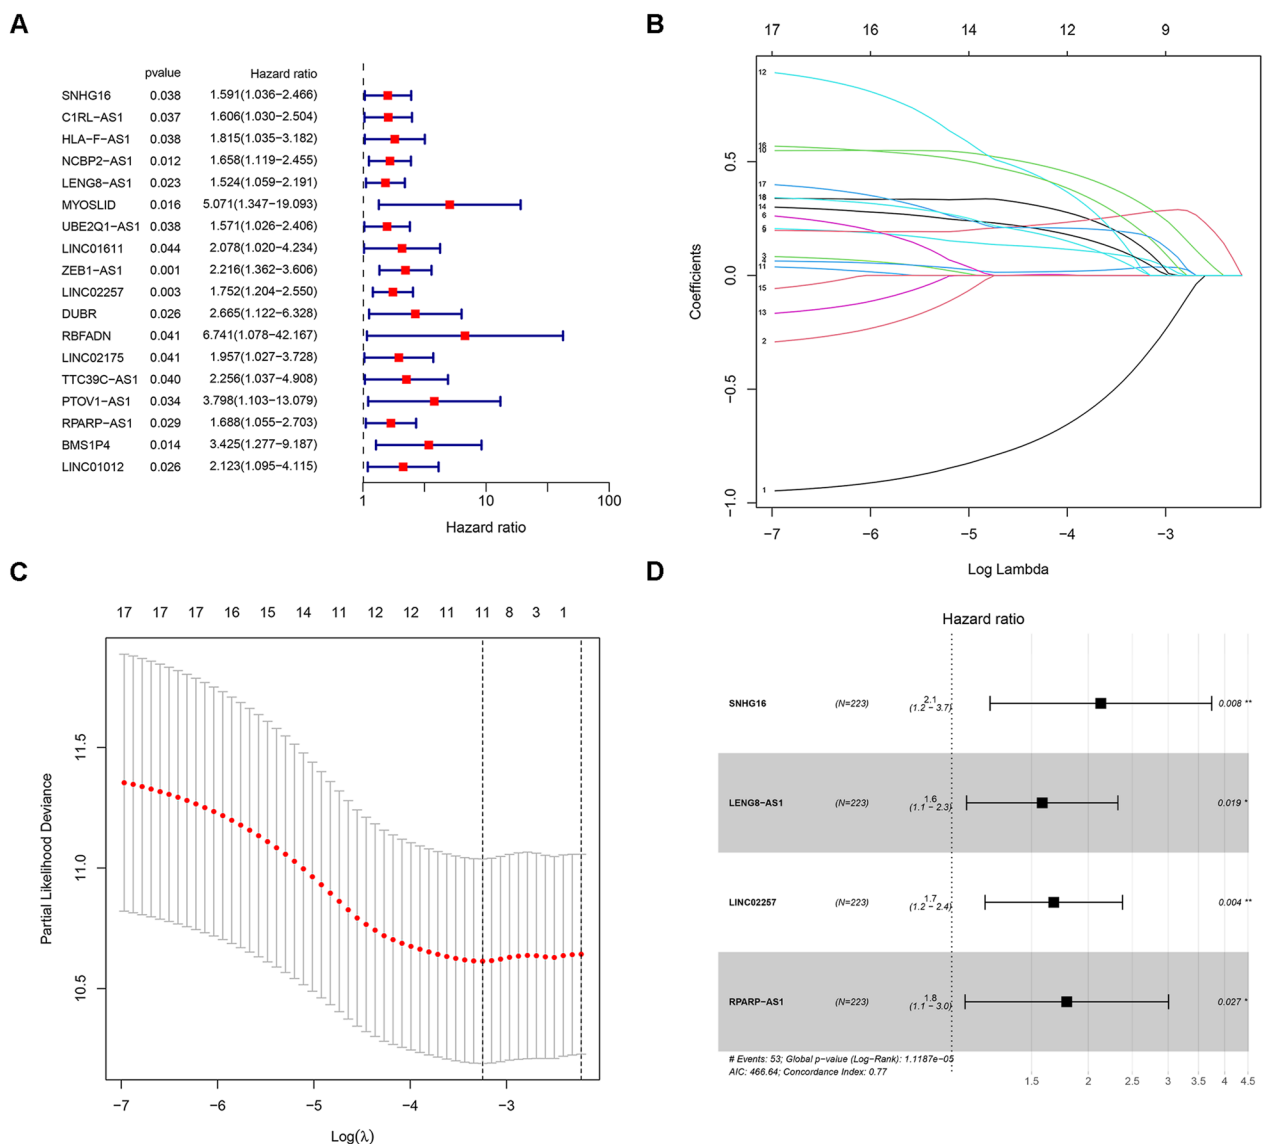 A
pvalue Hazard ratio
SNHG16 0.038 1.591(1.036−2.466)
C1RL−AS1 0.037 1.606(1.030−2.504)
HLA−F−AS1 0.038 1.815(1.035−3.182)
NCBP2−AS1 0.012 1.658(1.119−2.455)
LENG8−AS1 0.023 1.524(1.059−2.191)
MYOSLID 0.016 5.071(1.347−19.093)
UBE2Q1−AS1 0.038 1.571(1.026−2.406)
LINC01611 0.044 2.078(1.020−4.234)
ZEB1−AS1 0.001 2.216(1.362−3.606)
LINC02257 0.003 1.752(1.204−2.550)
DUBR 0.026 2.665(1.122−6.328)
RBFADN 0.041 6.741(1.078−42.167)
LINC02175 0.041 1.957(1.027−3.728)
TTC39C−AS1 0.040 2.256(1.037−4.908)
PTOV1−AS1 0.034 3.798(1.103−13.079)
RPARP−AS1 0.029 1.688(1.055−2.703)
BMS1P4 0.014 3.425(1.277−9.187)
LINC01012 0.026 2.123(1.095−4.115)
1 10 100
Hazard ratio
B
17 16 14 12 9
Coefficients
0.5
0.0
−0.5
−1.0
12
16
10
17
18
14
6
3
11
15
13
2
1
−7 −6 −5 −4 −3
Log Lambda
C
17 17 17 16 15 14 11 12 12 11 11 8 3 1
Partial Likelihood Deviance
11.5
11.0
10.5
−7 −6 −5 −4 −3
Log(λ)
D
Hazard ratio
SNHG16 (N=223) 2.1 (1.2 − 3.7) 0.008 **
LENG8−AS1 (N=223) 1.6 (1.1 − 2.3) 0.019 *
LINC02257 (N=223) 1.7 (1.2 − 2.4) 0.004 **
RPARP−AS1 (N=223) 1.8 (1.1 − 3.0) 0.027 *
# Events: 53; Global p−value (Log−Rank): 1.1187e−05
AIC: 466.64; Concordance Index: 0.77
1.5 2 2.5 3 3.5 4 4.5